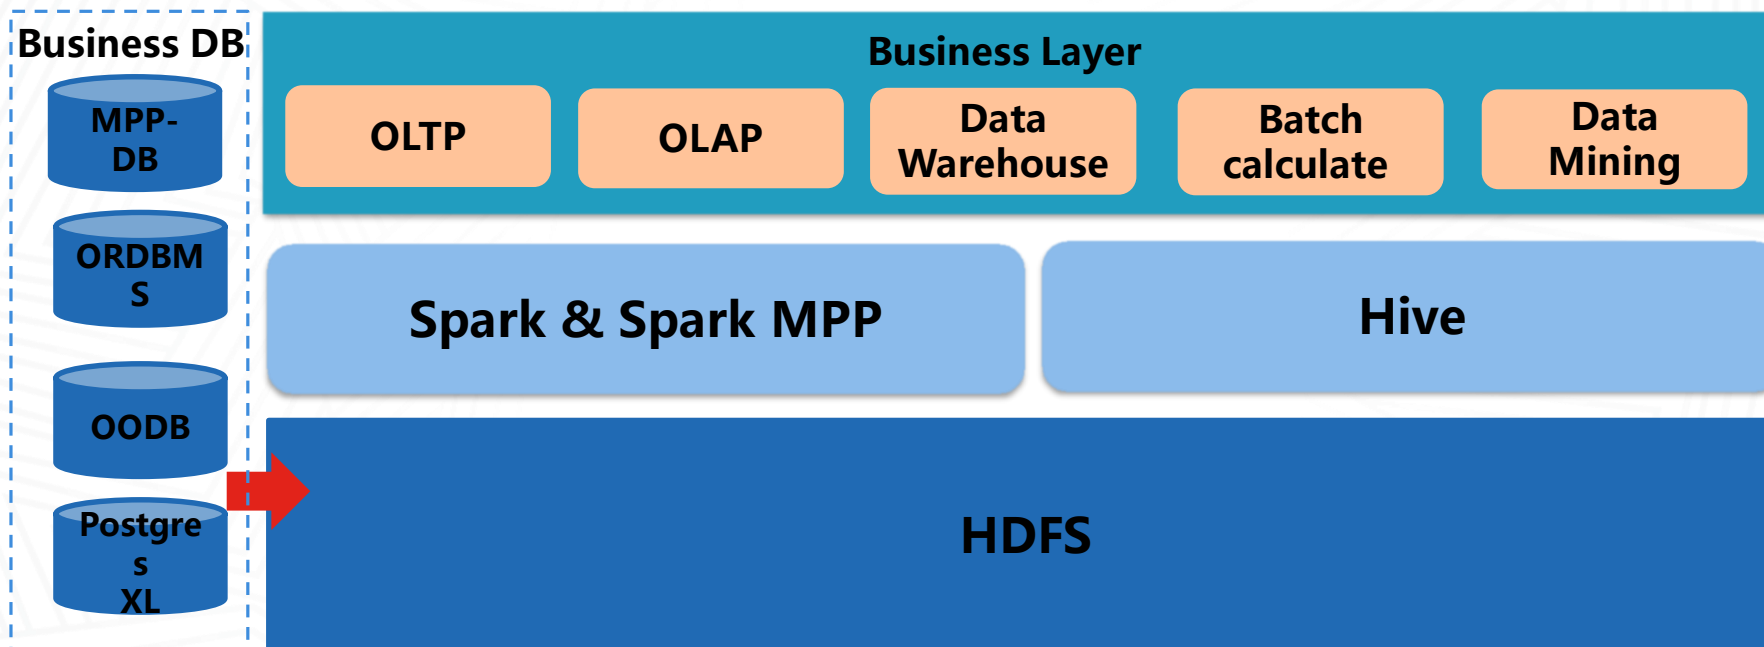 Business DB
MPP-
DB
ORDBM
S
OODB
Postgre
s
XL
Business Layer
OLTP
OLAP
Data
Warehouse
Batch
calculate
Data
Mining
Spark & Spark MPP
Hive
HDFS